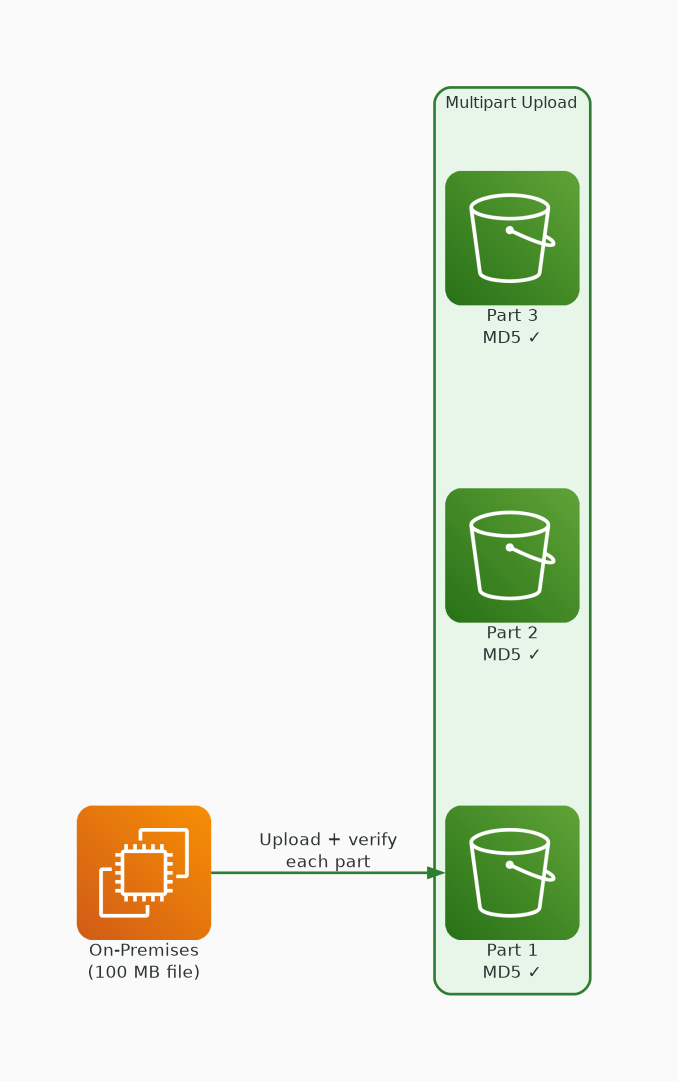 Multipart Upload
Part 3
MD5 ✓
Part 2
MD5 ✓
Upload + verify
each part
On-Premises
(100 MB file)
Part 1
MD5 ✓